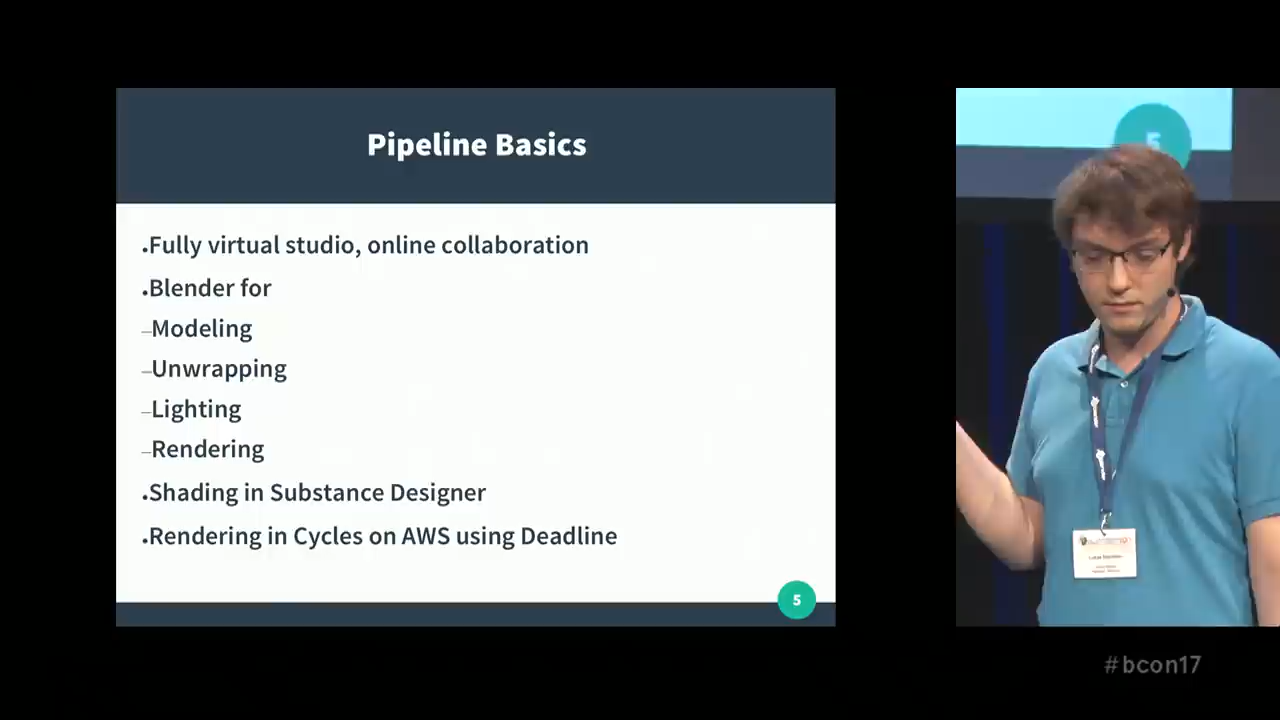 Pipeline Basics
.Fully virtual studio, online collaboration
.Blender for
–Modeling
–Unwrapping
–Lighting
–Rendering
.Shading in Substance Designer
.Rendering in Cycles on AWS using Deadline
5
5
#bcon17